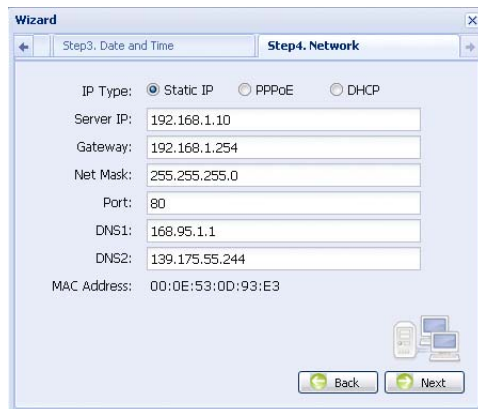 Wizard
Step3. Date and Time Step4. Network
IP Type: Static IP PPPoE DHCP
Server IP: 192.168.1.10
Gateway: 192.168.1.254
Net Mask: 255.255.255.0
Port: 80
DNS1: 168.95.1.1
DNS2: 139.175.55.244
MAC Address: 00:0E:53:0D:93:E3
Back Next